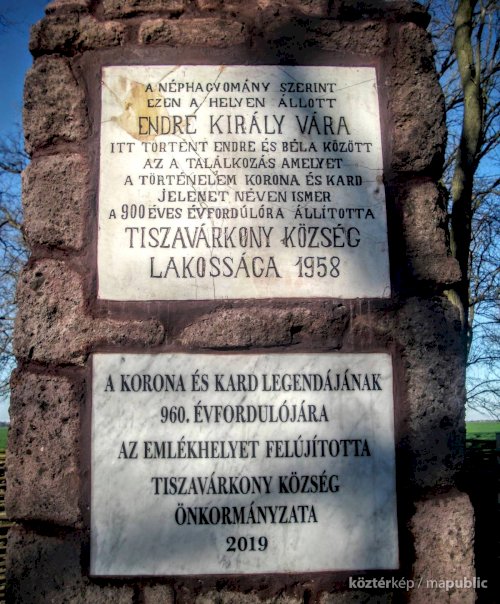 A NÉPHAGYOMÁNY SZERINT
EZEN A HELYEN ÁLLOTT
ENDRE KIRÁLY VÁRA
ITT TÖRTÉNT ENDRE ÉS BÉLA KÖZÖTT
AZ A TALÁLKOZÁS AMELYET
A TÖRTÉNELEM KORONA ÉS KARD
JELENET NÉVEN ISMER
A 900 ÉVES ÉVFORDULÓRA ÁLLÍTOTTA
TISZAVÁRKONY KÖZSÉG
LAKOSSÁGA 1958
A KORONA ÉS KARD LEGENDÁJÁNAK
960. ÉVFORDULÓJÁRA
AZ EMLÉKHELYET FELÚJÍTOTTA
TISZAVÁRKONY KÖZSÉG
ÖNKORMÁNYZATA
2019
köztérkép / mapublic